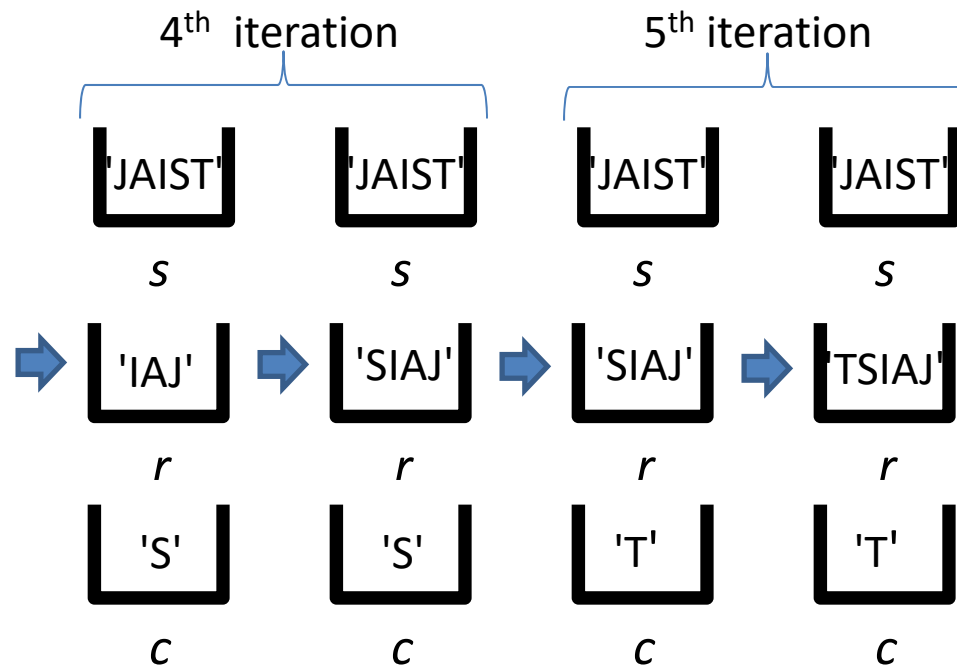 4th iteration 5th iteration
'JAIST' 'JAIST' 'JAIST' 'JAIST'
s s s s
'IAJ' 'SIAJ' 'SIAJ' 'TSIAJ'
r r r r
'S' 'S' 'T' 'T'
c c c c